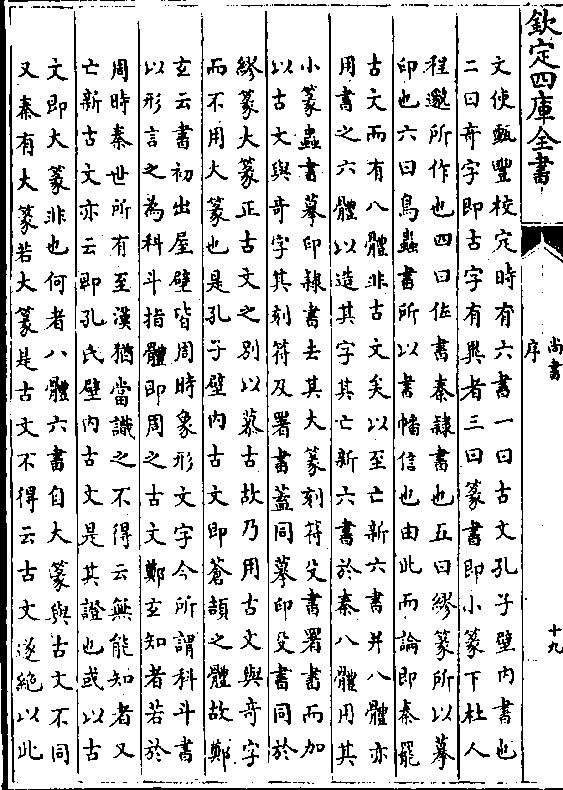 欽定四庫全書
尚書序
十九
文使甄豐校定時有六書一曰古文孔子壁内書也
二曰奇字即古字有異者三曰篆書即小篆下杜人
程邈所作也四曰佐書秦隸書也五曰繆篆所以摹
印也六曰鳥蟲書所以書幡信也由此而論即秦罷
古文而有八體非古文矣以至亡新六書并八體亦
用書之六體以造其字其亡新六書於秦八體用其
小篆蟲書摹印隸書去其大篆刻符殳書署書而加
以古文與奇字其刻符及署書蓋同摹印殳書同於
繆篆大篆正古文之别以慕古故乃用古文與奇字
而不用大篆也是孔子壁内古文即蒼頡之體故鄭
玄云書初出屋壁皆周時象形文字今所謂科斗書
以形言之為科斗指體即周之古文鄭玄知者若於
周時秦世所有至漢猶當識之不得云無能知者又
亡新古文亦云即孔氏壁内古文是其證也或以古
文即大篆非也何者八體六書自大篆與古文不同
又秦有大篆若大篆是古文不得云古文遂絶以此